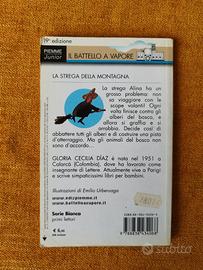 19ª edizione
PIEMME
Junior
IL BATTELLO A VAPORE
LA STREGA DELLA MONTAGNA
La strega Alina ha un
grosso problema: non
sa viaggiare con le
scope volanti! Ogni
volta finisce contro gli
alberi del bosco, e
allora si graffia e si
arrabbia. Decide così di
abbattere tutti gli alberi e di costruire una pista
d'atterraggio. Ma gli animali del bosco non
sono d'accordo...
GLORIA CECILIA DÍAZ è nata nel 1951 a
Calarcá (Colombia), dove ha lavorato come
insegnante di Lettere. Attualmente vive a Parigi
e scrive simpaticissimi libri per bambini.
Illustrazioni di Emilio Urberuaga
www.edizpiemme.it
www.battelloavapore.it
Serie Bianca
primi lettori
Subito.it